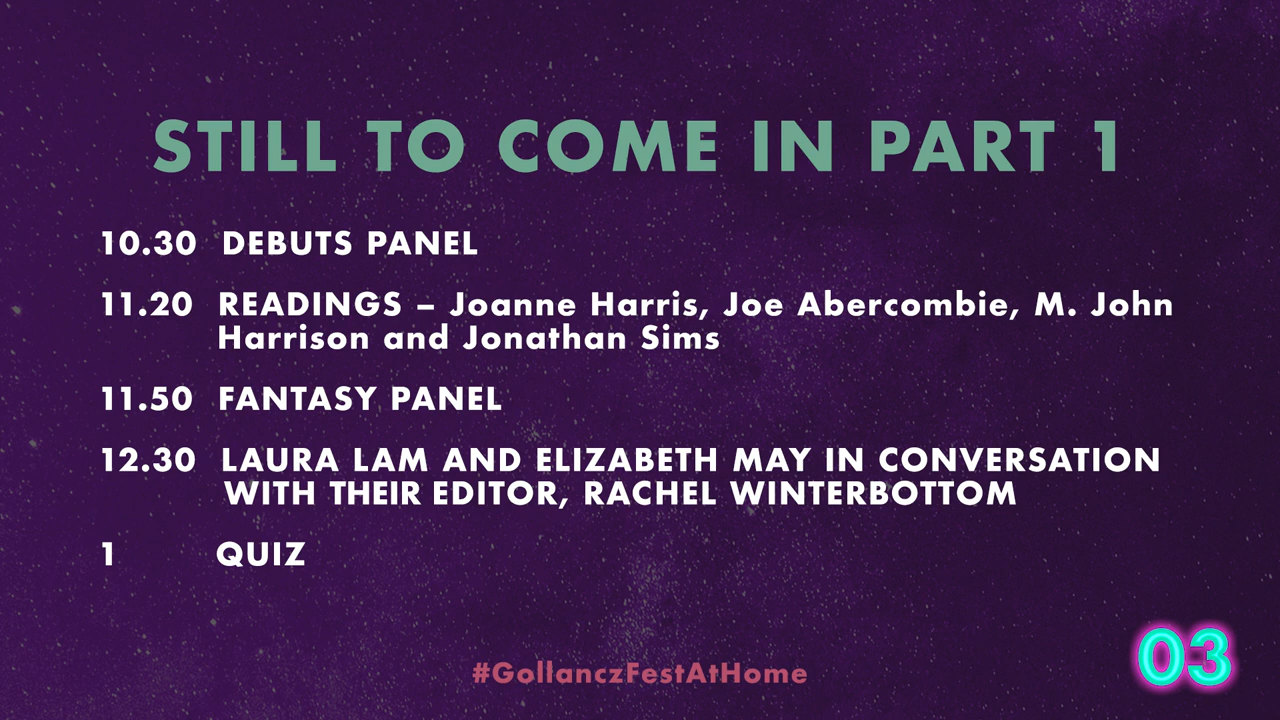 STILL TO COME IN PART 1
10.30 DEBUTS PANEL
11.20 READINGS – Joanne Harris, Joe Abercombie, M. John
Harrison and Jonathan Sims
11.50 FANTASY PANEL
12.30 LAURA LAM AND ELIZABETH MAY IN CONVERSATION
WITH THEIR EDITOR, RACHEL WINTERBOTTOM
1 QUIZ
#GollanczFestAtHome
03